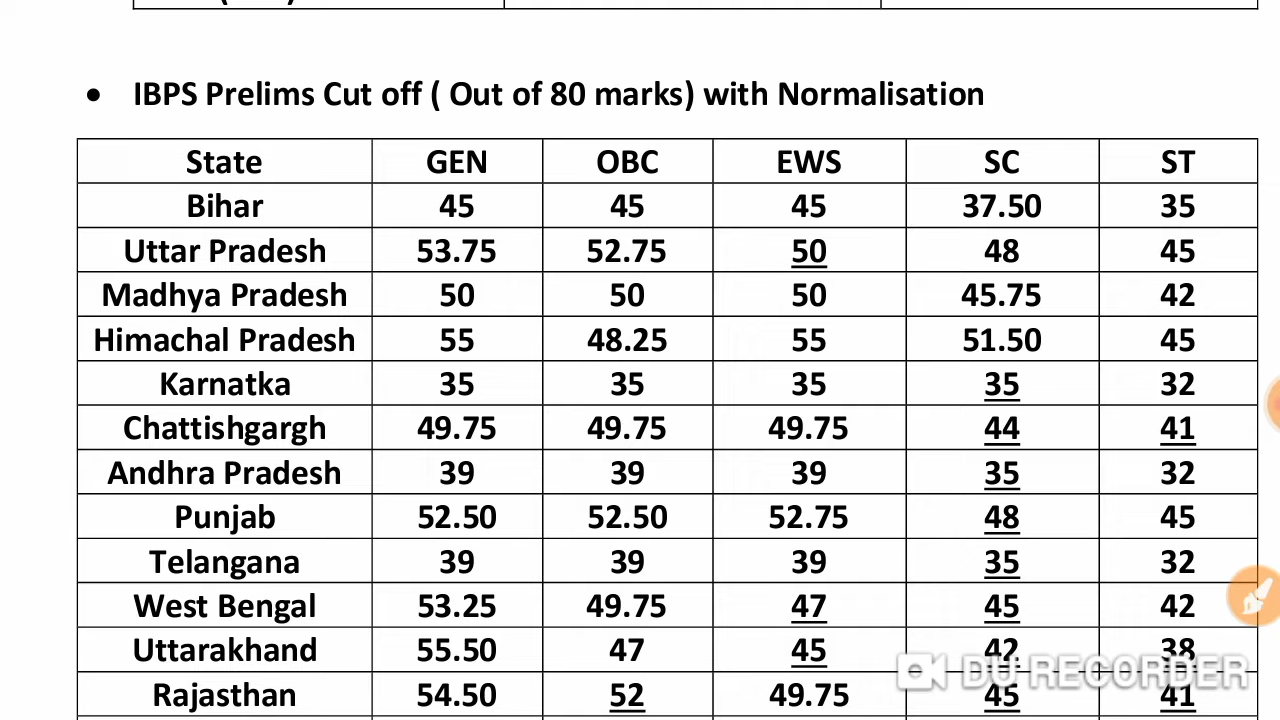 • IBPS Prelims Cut off ( Out of 80 marks) with Normalisation
State GEN OBC EWS SC ST
Bihar 45 45 45 37.50 35
Uttar Pradesh 53.75 52.75 50 48 45
Madhya Pradesh 50 50 50 45.75 42
Himachal Pradesh 55 48.25 55 51.50 45
Karnatka 35 35 35 35 32
Chattishgargh 49.75 49.75 49.75 44 41
Andhra Pradesh 39 39 39 35 32
Punjab 52.50 52.50 52.75 48 45
Telangana 39 39 39 35 32
West Bengal 53.25 49.75 47 45 42
Uttarakhand 55.50 47 45 42 38
DU RECORDER
Rajasthan 54.50 52 49.75 45 41